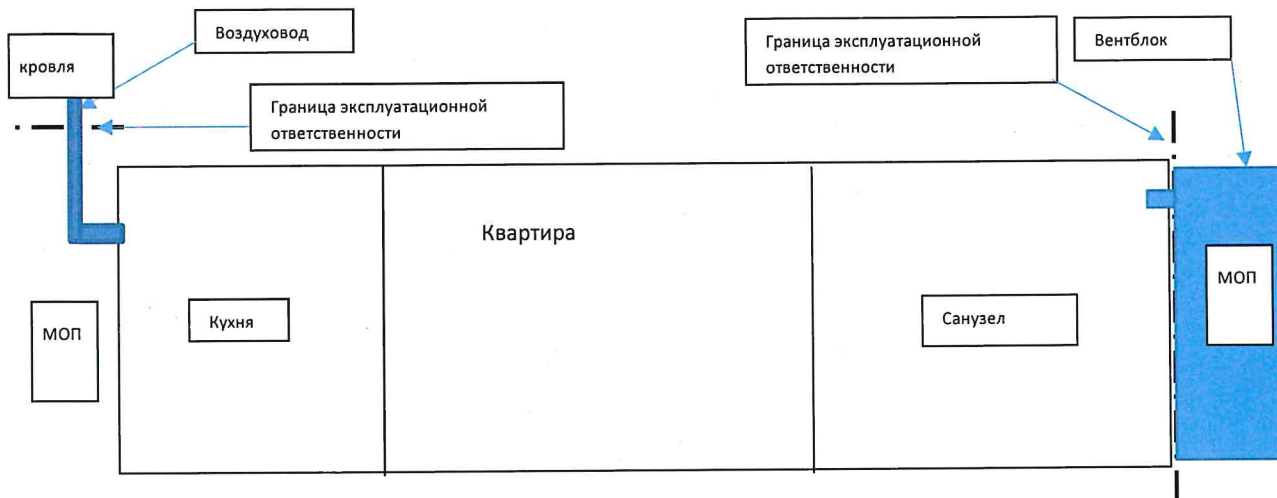 Воздуховод
кровля
Граница эксплуатационной
ответственности
Граница эксплуатационной
ответственности
Вентблок
Квартира
МОП
Кухня
Санузел
МОП